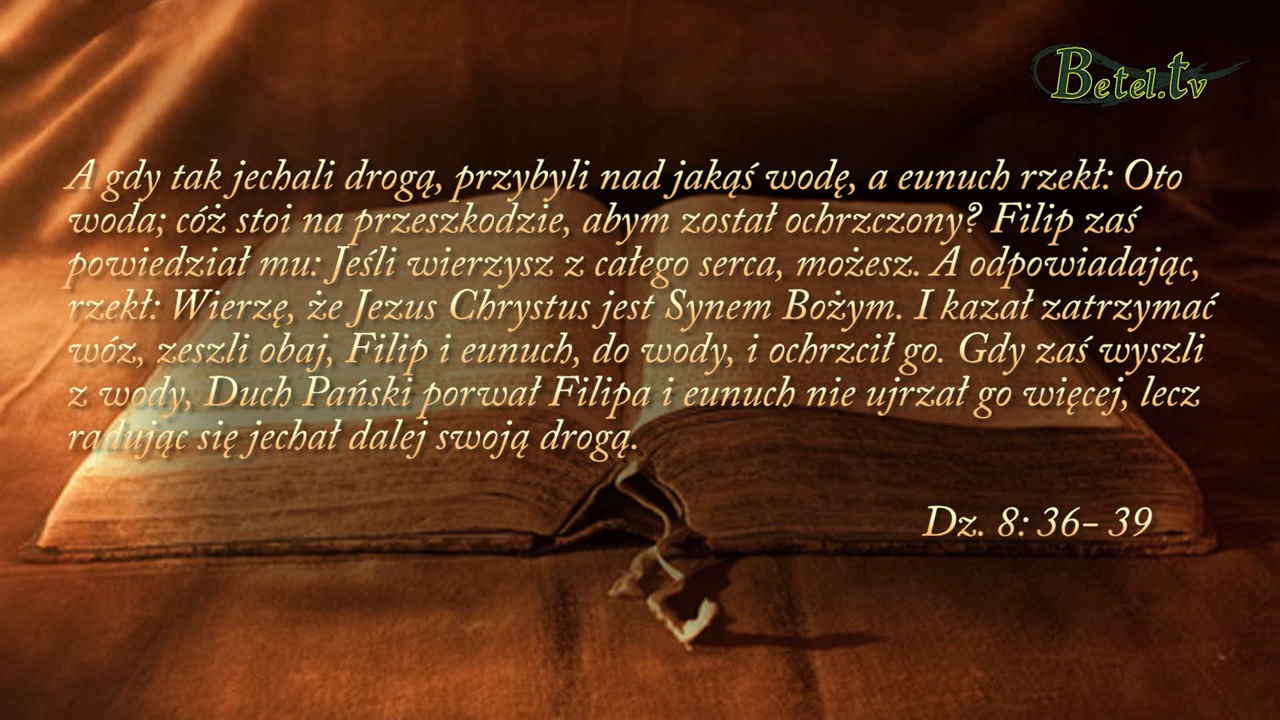 Betel.tv
A gdy tak jechali drogą, przybyli nad jakąś wodę, a eunuch rzekł: Oto
woda; cóż stoi na przeszkodzie, abym został ochrzczony? Filip zaś
powiedział mu: Jeśli wierzysz z całego serca, możesz. A odpowiadając,
rzekł: Wierzę, że Jezus Chrystus jest Synem Bożym. I kazał zatrzymać
wóz, zeszli obaj, Filip i eunuch, do wody, i ochrzcił go. Gdy zaś wyszli
z wody, Duch Pański porwał Filipa i eunuch nie ujrzał go więcej, lecz
radując się jechał dalej swoją drogą.
Dz. 8: 36- 39